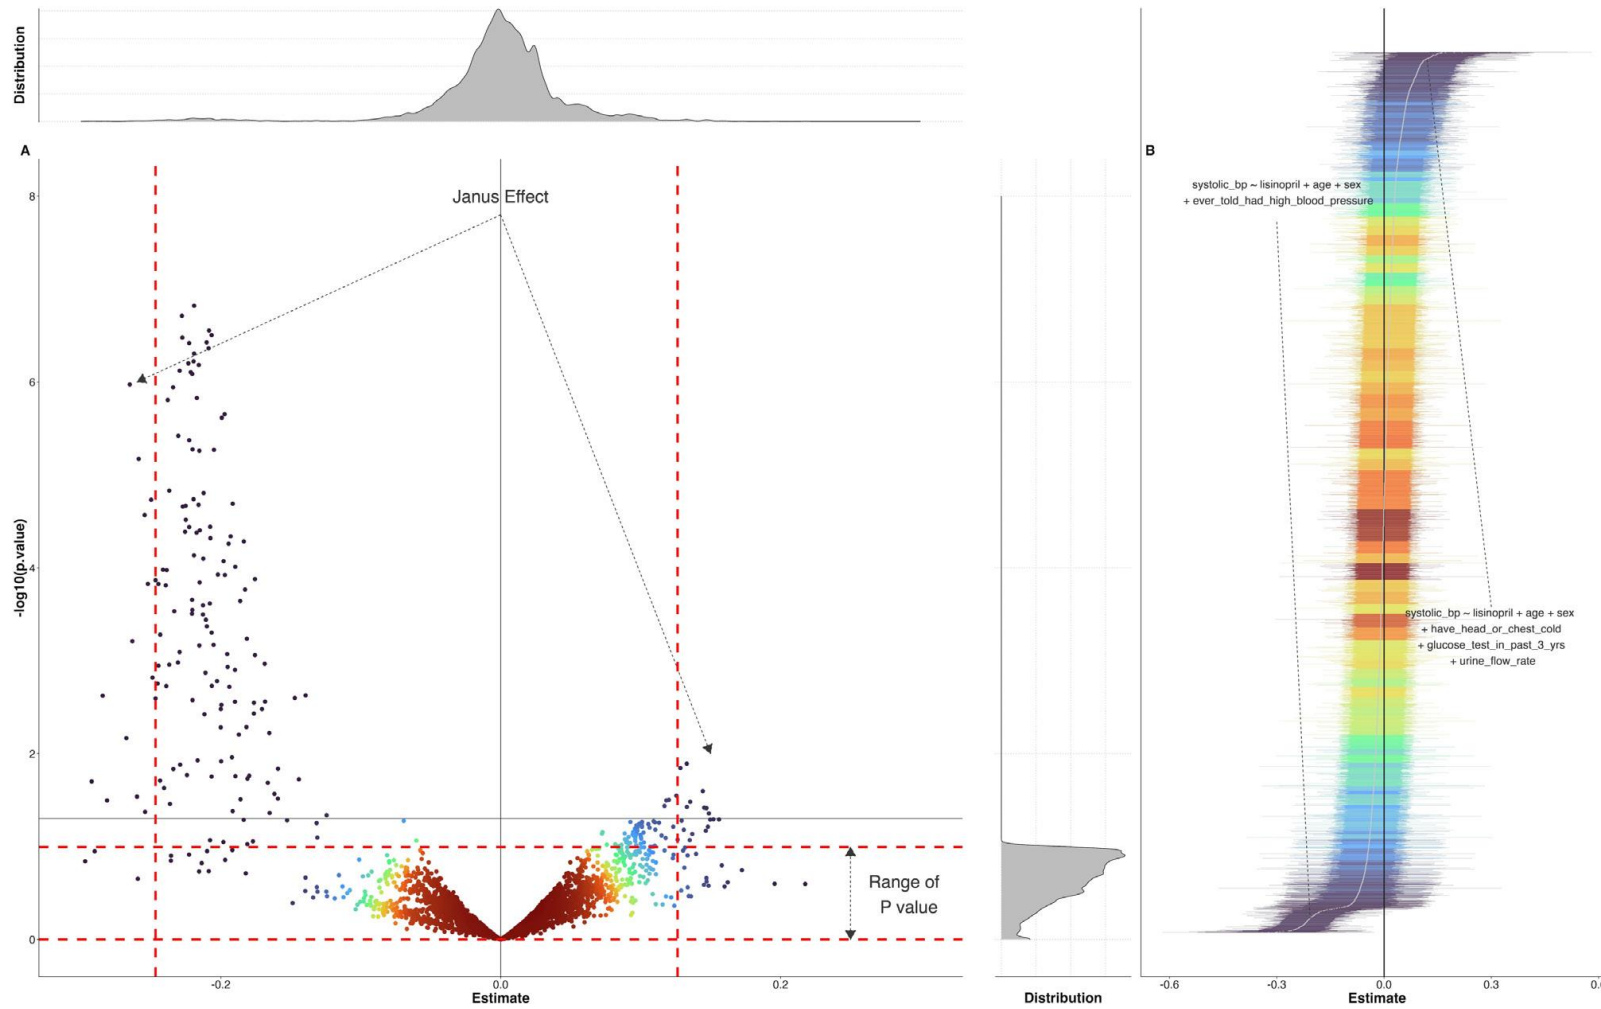 Distribution
A
Janus Effect
8
6
4
2
0
-log10(p.value)
Range of
P value
-0.2
0.0
0.2
Estimate
Distribution
B
systolic_bp ~ lisinopril + age + sex
+ ever_told_had_high_blood_pressure
systolic_bp ~ lisinopril + age + sex
+ have_head_or_chest_cold
+ glucose_test_in_past_3_yrs
+ urine_flow_rate
-0.6
-0.3
0.0
0.3
Estimate